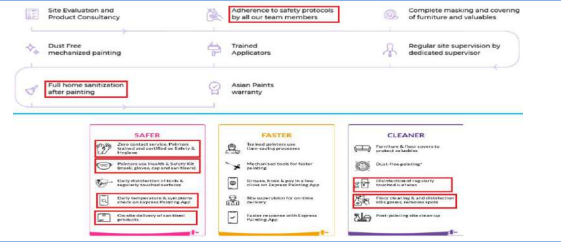 Site Evaluation and
Product Consultancy
Adherence to safety protocols
by all our team members
Complete masking and covering
of furniture and valuables
Dust Free
mechanized painting
Trained
Applicators
Regular site supervision by
dedicated supervisor
Full home sanitization
after painting
Asian Paints
warranty
SAFER
Zero contact service, Painters
trained and certified as Safety &
Hygiene
Painters use Health & Safety Kit
(mask, gloves, cap and sanitisers)
Daily disinfection of tools &
regularly touched surfaces
Daily temperature & symptoms
check on Express Painting App
On-site delivery of sanitised
products
FASTER
Trained painters use
time saving processes
Mechanised tools for faster
painting
Choose, book & pay in a few
clicks on Express Painting App
Site supervision for on-time
delivery
Faster response with Express
Painting App
CLEANER
Furniture & floor covers to
protect valuables
Dust-free painting*
Disinfection of regularly
touched surfaces
Floor cleaning & and disinfection
Post-painting site clean up